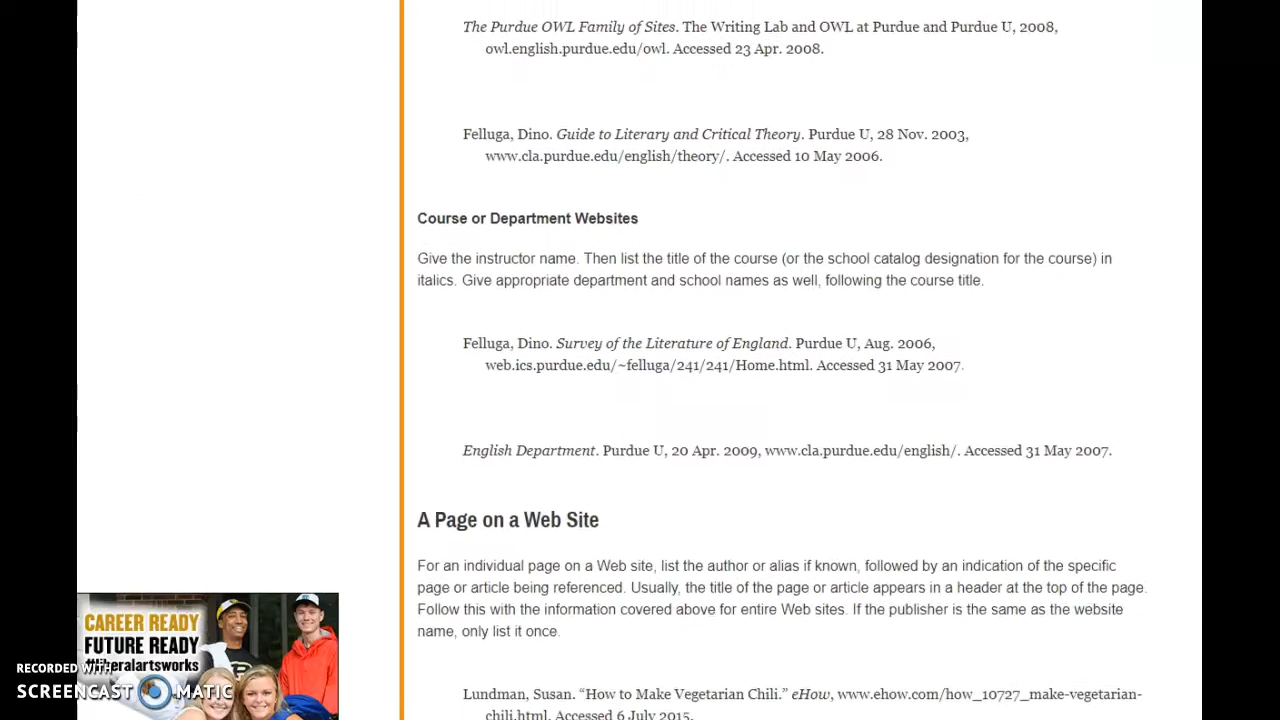 The Purdue OWL Family of Sites. The Writing Lab and OWL at Purdue and Purdue U, 2008,
owl.english.purdue.edu/owl. Accessed 23 Apr. 2008.
Felluga, Dino. Guide to Literary and Critical Theory. Purdue U, 28 Nov. 2003,
www.cla.purdue.edu/english/theory/. Accessed 10 May 2006.
Course or Department Websites
Give the instructor name. Then list the title of the course (or the school catalog designation for the course) in
italics. Give appropriate department and school names as well, following the course title.
Felluga, Dino. Survey of the Literature of England. Purdue U, Aug. 2006,
web.ics.purdue.edu/~felluga/241/241/Home.html. Accessed 31 May 2007.
English Department. Purdue U, 20 Apr. 2009, www.cla.purdue.edu/english/. Accessed 31 May 2007.
A Page on a Web Site
For an individual page on a Web site, list the author or alias if known, followed by an indication of the specific
page or article being referenced. Usually, the title of the page or article appears in a header at the top of the page.
Follow this with the information covered above for entire Web sites. If the publisher is the same as the website
name, only list it once.
Lundman, Susan. “How to Make Vegetarian Chili.” eHow, www.ehow.com/how_10727_make-vegetarian-
chili.html. Accessed 6 July 2015.
CAREER READY
FUTURE READY
#liberalartsworks
RECORDED WITH
SCREENCAST MATIC